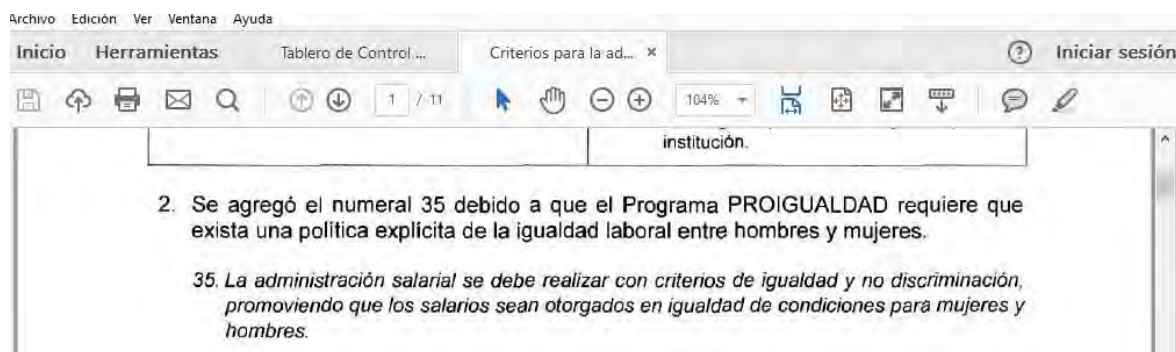 Archivo Edición Ver Ventana Ayuda
Inicio Herramientas Tablero de Control ... Criterios para la ad... × ? Iniciar sesión
1 / 11 104%
institución.
2. Se agregó el numeral 35 debido a que el Programa PROIGUALDAD requiere que
exista una política explícita de la igualdad laboral entre hombres y mujeres.
35. La administración salarial se debe realizar con criterios de igualdad y no discriminación,
promoviendo que los salarios sean otorgados en igualdad de condiciones para mujeres y
hombres.